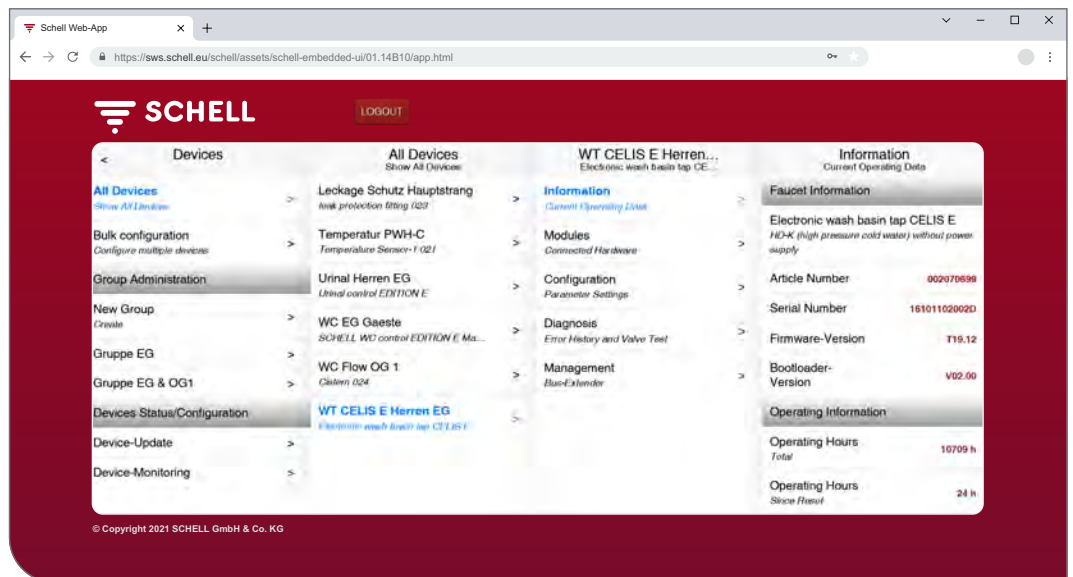 Schell Web-App
https://sws.schell.eu/schell/assets/schell-embedded-ui/01.14B10/app.html
SCHELL
LOGOUT
<
Devices
All Devices
Show All Devices
>
Bulk configuration
Configure multiple devices
>
Group Administration
New Group
Create
>
Gruppe EG
>
Gruppe EG & OG1
>
Devices Status/Configuration
Device-Update
>
Device-Monitoring
>
All Devices
Show All Devices
Leckage Schutz Hauptstrang
leak protection fitting 023
>
Temperatur PWH-C
Temperature Sensor-1 021
>
Urinal Herren EG
Urinal control EDITION E
>
WC EG Gaeste
SCHELL WC control EDITION E Ma...
>
WC Flow OG 1
Cistern 024
>
WT CELIS E Herren EG
Electronic wash basin tap CELIS E
>
WT CELIS E Herren...
Electronic wash basin tap CE...
Information
Current Operating Data
>
Modules
Connected Hardware
>
Configuration
Parameter Settings
>
Diagnosis
Error History and Valve Test
>
Management
Bus-Extender
>
Information
Current Operating Data
Faucet Information
Electronic wash basin tap CELIS E
HD-K (high pressure cold water) without power
supply
Article Number 002070699
Serial Number 16101102002D
Firmware-Version T19.12
Bootloader-
Version V02.00
Operating Information
Operating Hours
Total
10709 h
Operating Hours
Since Reset
24 h
© Copyright 2021 SCHELL GmbH & Co. KG